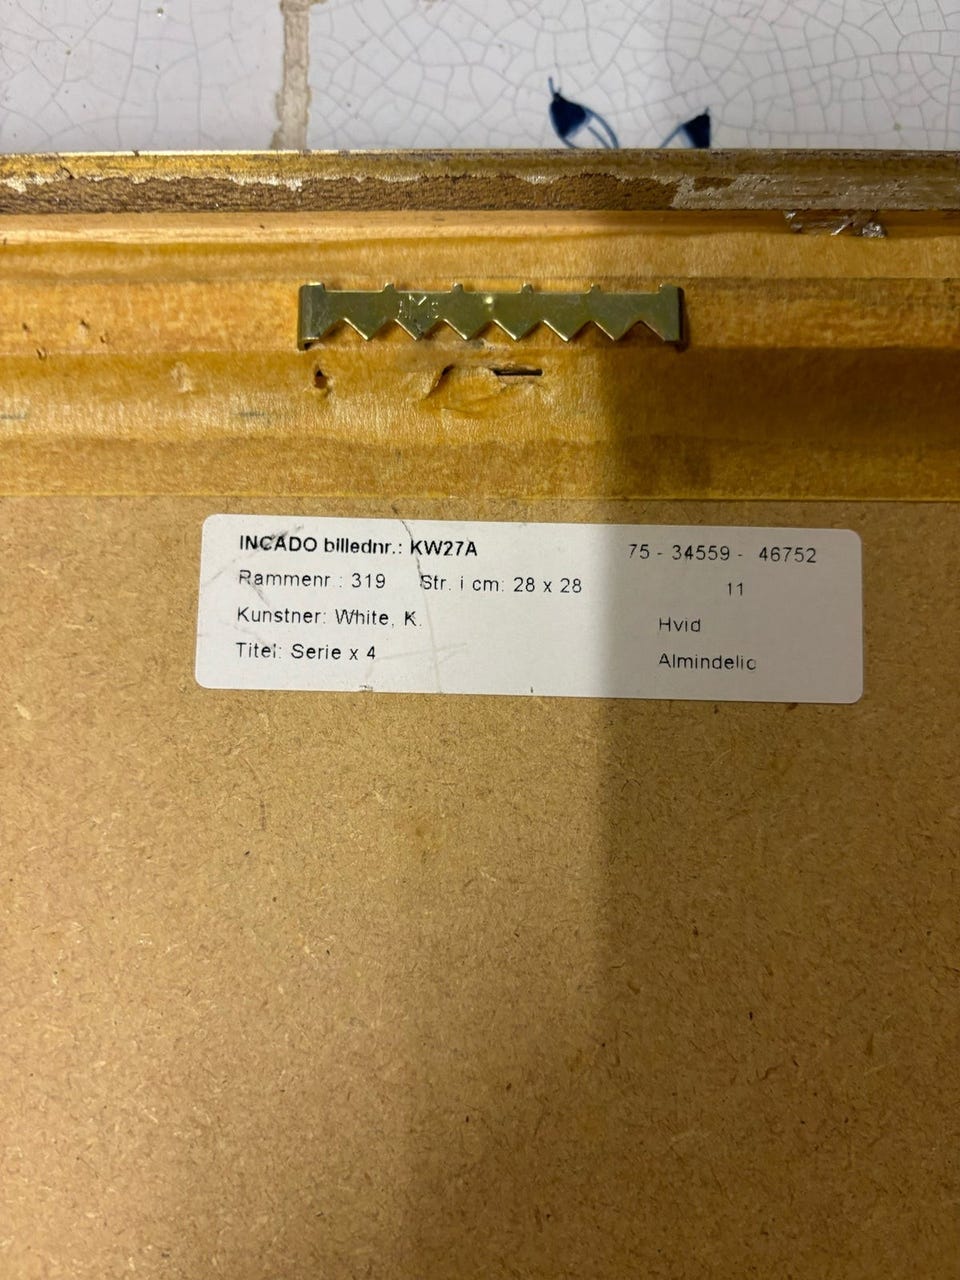 INCADO billednr.: KW27A 75 - 34559 - 46752
Rammenr.: 319 Str. i cm: 28 x 28 11
Kunstner: White, K. Hvid
Titel: Serie x 4 Almindelig